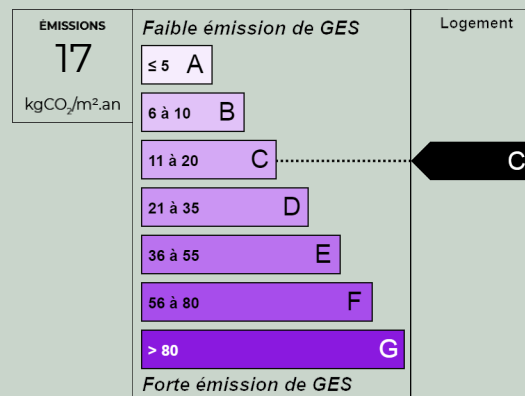 ÉMISSIONS
17
kgCO₂/m².an
Faible émission de GES
≤ 5 A
6 à 10 B
11 à 20 C
21 à 35 D
36 à 55 E
56 à 80 F
> 80 G
Forte émission de GES
Logement
C